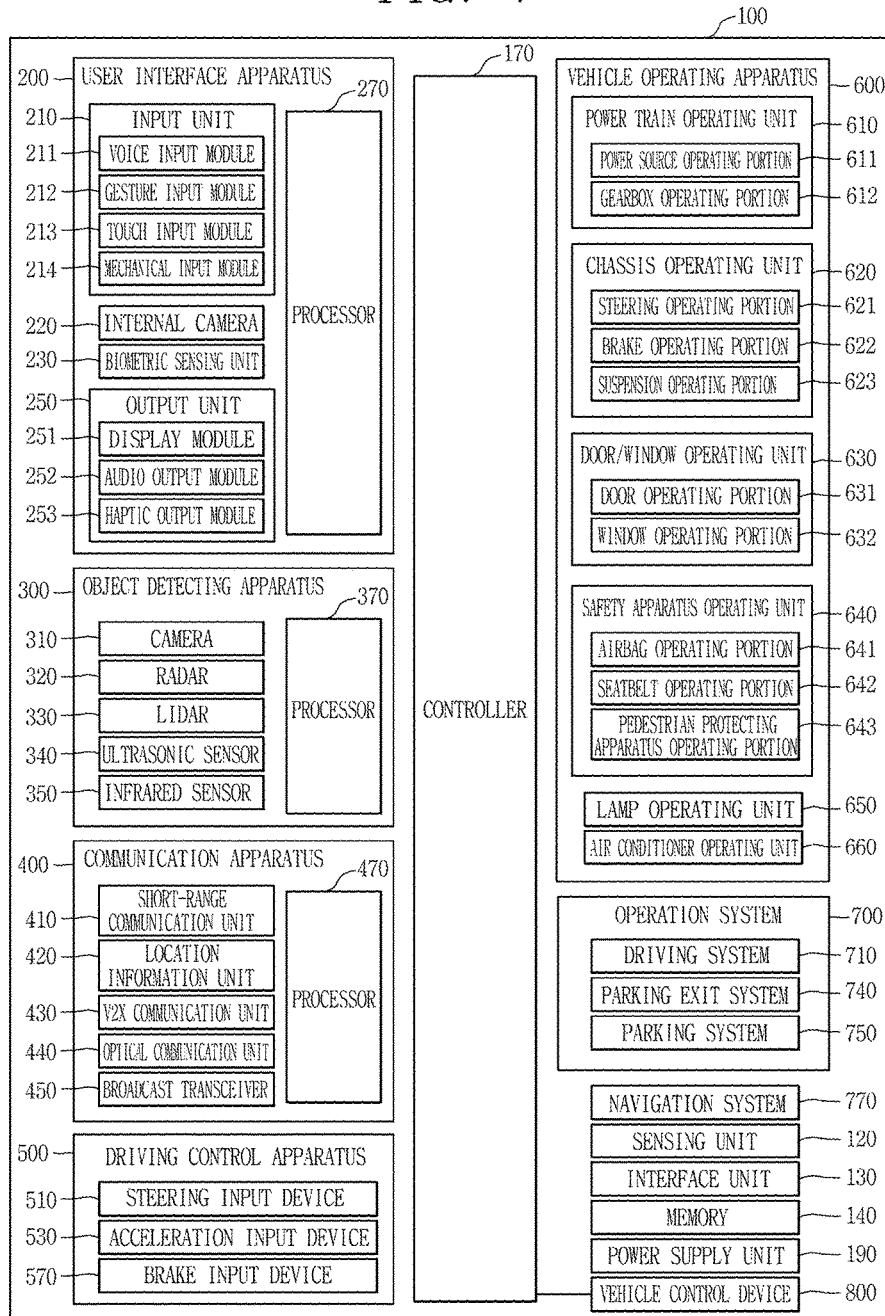 100
200
USER INTERFACE APPARATUS
270
210
INPUT UNIT
211
VOICE INPUT MODULE
212
GESTURE INPUT MODULE
213
TOUCH INPUT MODULE
214
MECHANICAL INPUT MODULE
220
INTERNAL CAMERA
230
BIOMETRIC SENSING UNIT
250
OUTPUT UNIT
251
DISPLAY MODULE
252
AUDIO OUTPUT MODULE
253
HAPTIC OUTPUT MODULE
PROCESSOR
300
OBJECT DETECTING APPARATUS
370
310
CAMERA
320
RADAR
330
LIDAR
340
ULTRASONIC SENSOR
350
INFRARED SENSOR
PROCESSOR
400
COMMUNICATION APPARATUS
470
410
SHORT-RANGE
COMMUNICATION UNIT
420
LOCATION
INFORMATION UNIT
430
V2X COMMUNICATION UNIT
440
OPTICAL COMMUNICATION UNIT
450
BROADCAST TRANSCEIVER
PROCESSOR
500
DRIVING CONTROL APPARATUS
510
STEERING INPUT DEVICE
530
ACCELERATION INPUT DEVICE
570
BRAKE INPUT DEVICE
170
CONTROLLER
VEHICLE OPERATING APPARATUS
600
POWER TRAIN OPERATING UNIT
610
POWER SOURCE OPERATING PORTION
611
GEARBOX OPERATING PORTION
612
CHASSIS OPERATING UNIT
620
STEERING OPERATING PORTION
621
BRAKE OPERATING PORTION
622
SUSPENSION OPERATING PORTION
623
DOOR/WINDOW OPERATING UNIT
630
DOOR OPERATING PORTION
631
WINDOW OPERATING PORTION
632
SAFETY APPARATUS OPERATING UNIT
640
AIRBAG OPERATING PORTION
641
SEATBELT OPERATING PORTION
642
PEDESTRIAN PROTECTING
APPARATUS OPERATING PORTION
643
LAMP OPERATING UNIT
650
AIR CONDITIONER OPERATING UNIT
660
OPERATION SYSTEM
700
DRIVING SYSTEM
710
PARKING EXIT SYSTEM
740
PARKING SYSTEM
750
NAVIGATION SYSTEM
770
SENSING UNIT
120
INTERFACE UNIT
130
MEMORY
140
POWER SUPPLY UNIT
190
VEHICLE CONTROL DEVICE
800